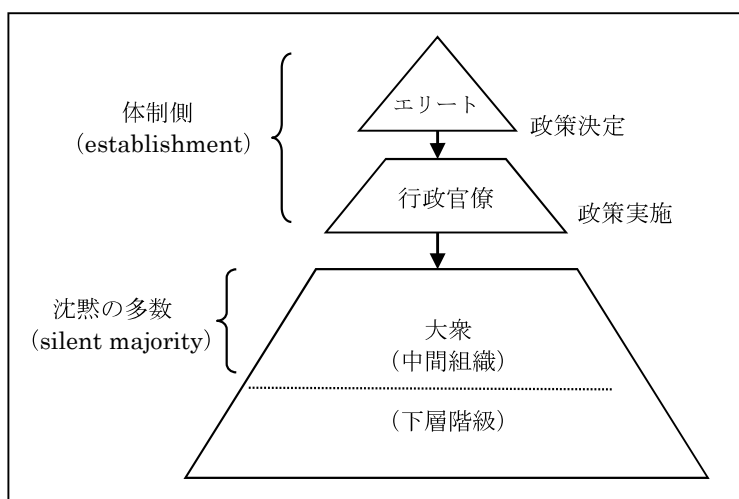 エリート
体制側
(establishment)
政策決定
行政官僚
政策実施
沈黙の多数
(silent majority)
大衆
(中間組織)
(下層階級)